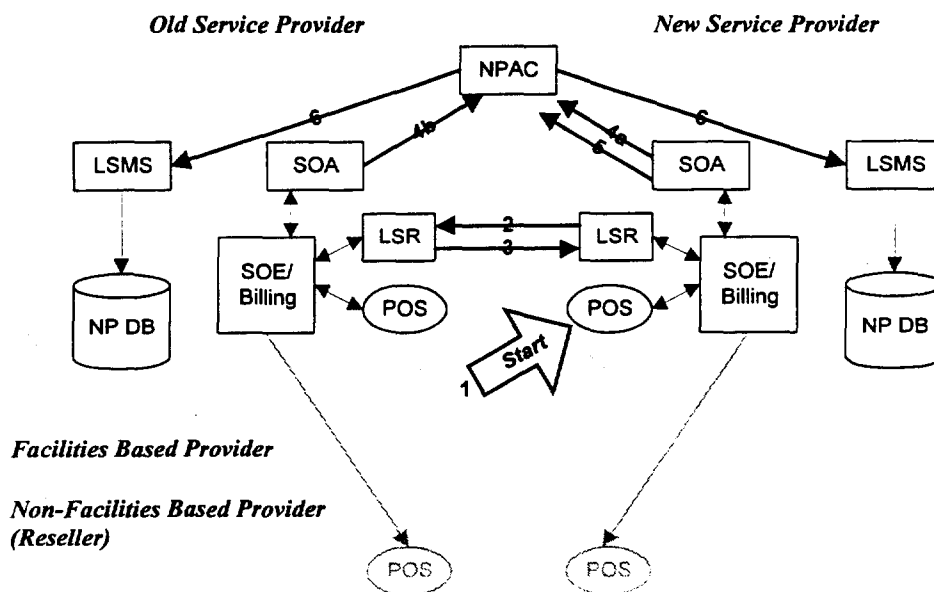 Old Service Provider
New Service Provider
NPAC
6
4b
4a
5
6
LSMS
SOA
SOA
LSMS
2
LSR
LSR
3
SOE/
Billing
SOE/
Billing
POS
POS
NP DB
NP DB
Start
1
Facilities Based Provider
Non-Facilities Based Provider
(Reseller)
POS
POS